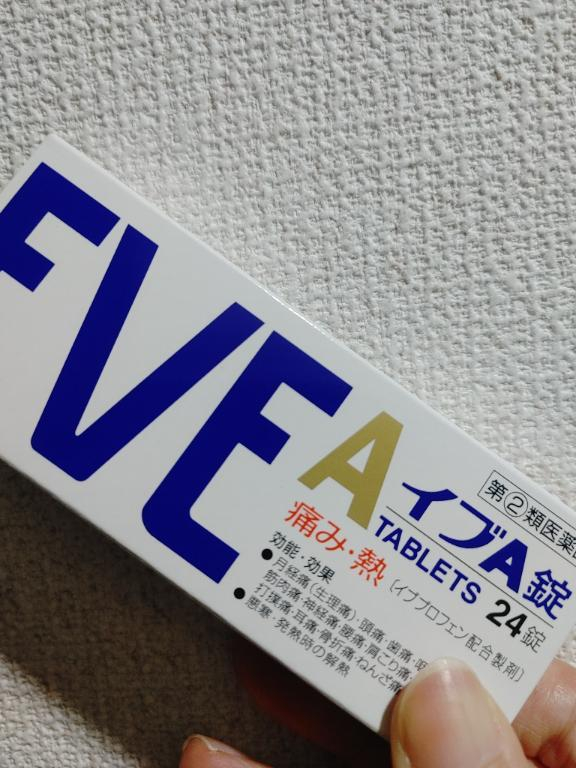 EVE A
第②類医薬品
イブA錠
TABLETS 24錠
痛み・熱 (イブプロフェン配合製剤)
効能・効果
●月経痛(生理痛)・頭痛・歯痛・咽
筋肉痛・神経痛・腰痛・肩こり痛・
打撲痛・耳痛・骨折痛・ねんざ痛
●悪寒・発熱時の解熱